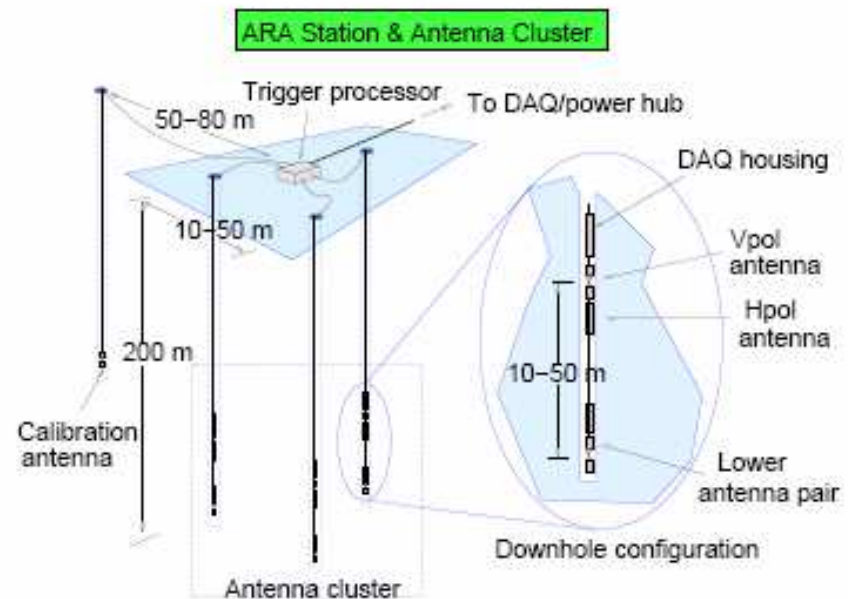 ARA Station & Antenna Cluster
Trigger processor
50–80 m
To DAQ/power hub
DAQ housing
10–50 m
Vpol
antenna
Hpol
antenna
200 m
10–50 m
Calibration
antenna
Lower
antenna pair
Downhole configuration
Antenna cluster